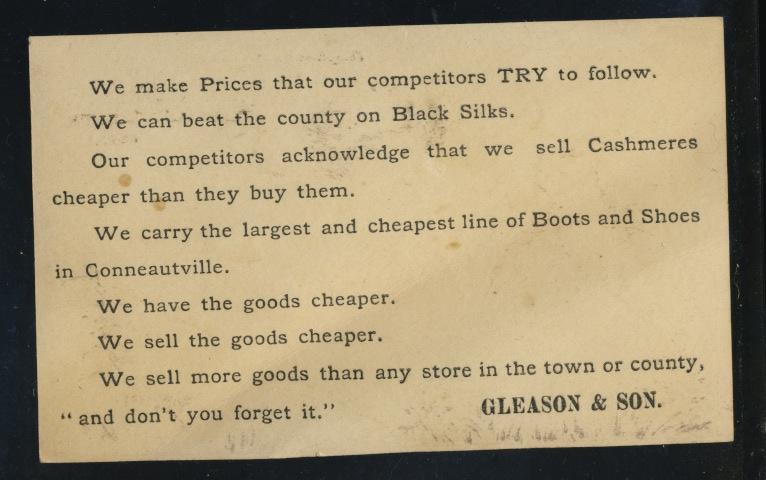 We make Prices that our competitors TRY to follow.
We can beat the county on Black Silks.
Our competitors acknowledge that we sell Cashmeres
cheaper than they buy them.
We carry the largest and cheapest line of Boots and Shoes
in Conneautville.
We have the goods cheaper.
We sell the goods cheaper.
We sell more goods than any store in the town or county,
“and don't you forget it.” GLEASON & SON.